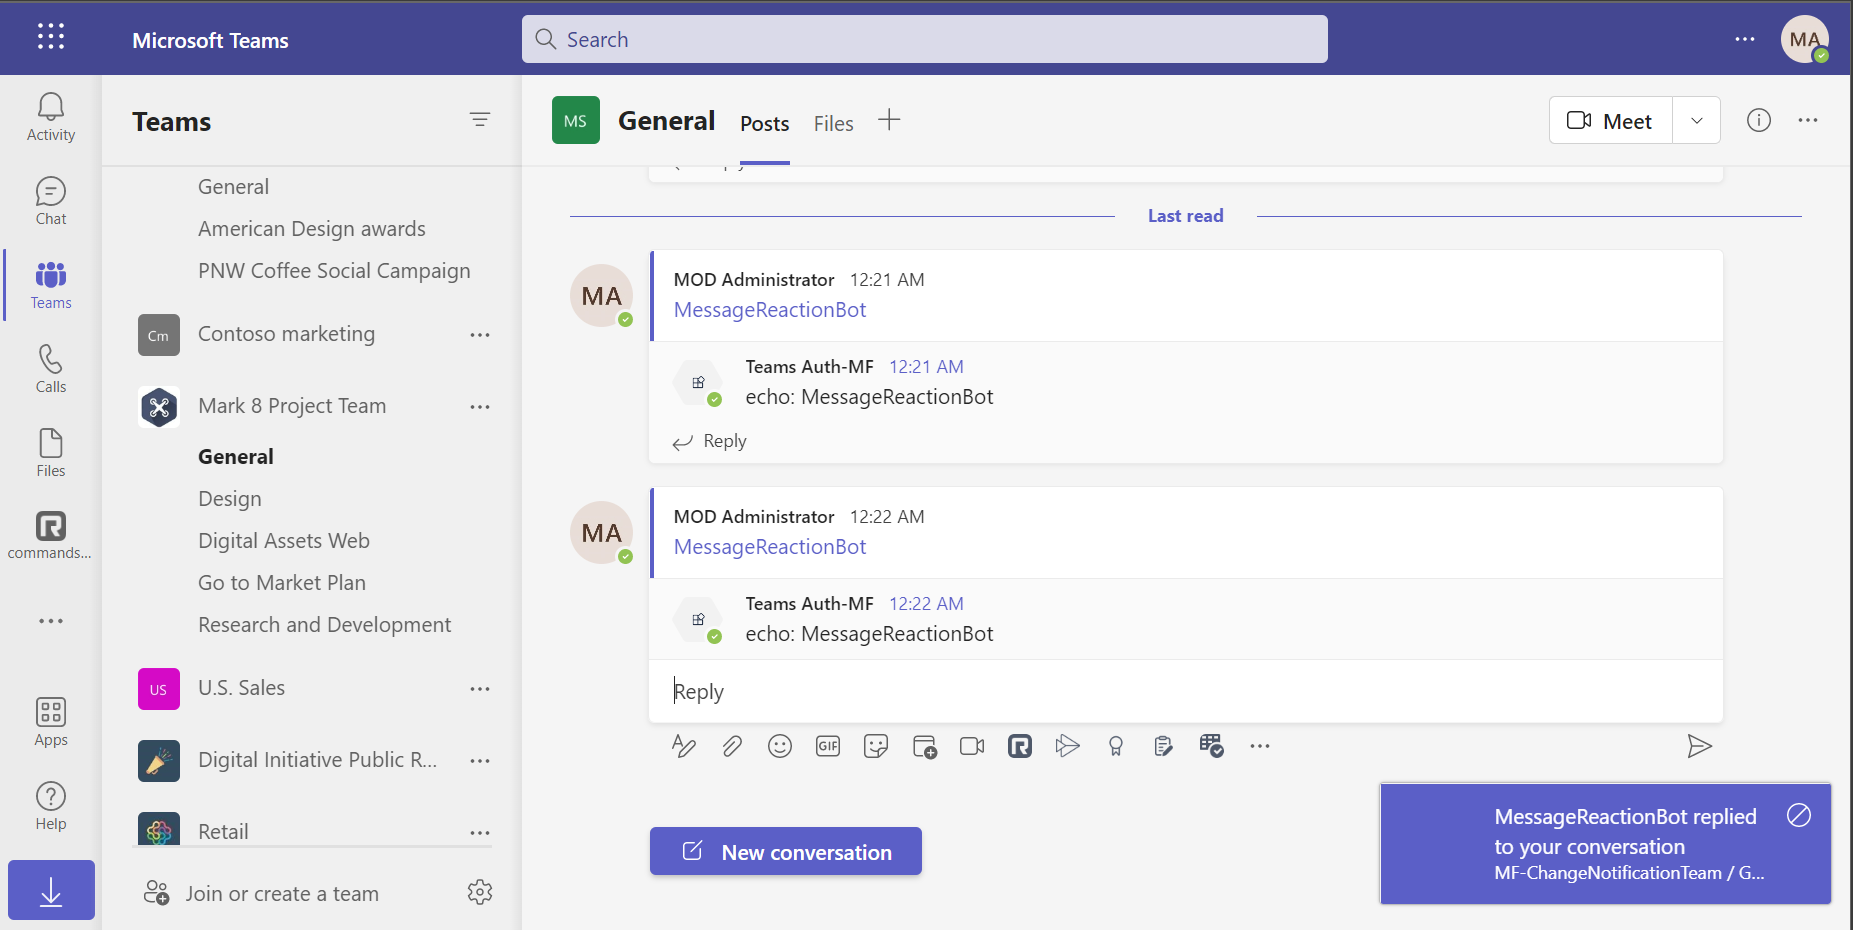 Microsoft Teams
Search
MA
Activity
Chat
Teams
Calls
Files
commands...
Apps
Help
Teams
General
American Design awards
PNW Coffee Social Campaign
Cm
Contoso marketing
Mark 8 Project Team
General
Design
Digital Assets Web
Go to Market Plan
Research and Development
US
U.S. Sales
Digital Initiative Public R...
Retail
Join or create a team
MS
General
Posts
Files
Meet
Last read
MA
MOD Administrator 12:21 AM
MessageReactionBot
Teams Auth-MF 12:21 AM
echo: MessageReactionBot
Reply
MA
MOD Administrator 12:22 AM
MessageReactionBot
Teams Auth-MF 12:22 AM
echo: MessageReactionBot
Reply
GIF
New conversation
MessageReactionBot replied
to your conversation
MF-ChangeNotificationTeam / G...